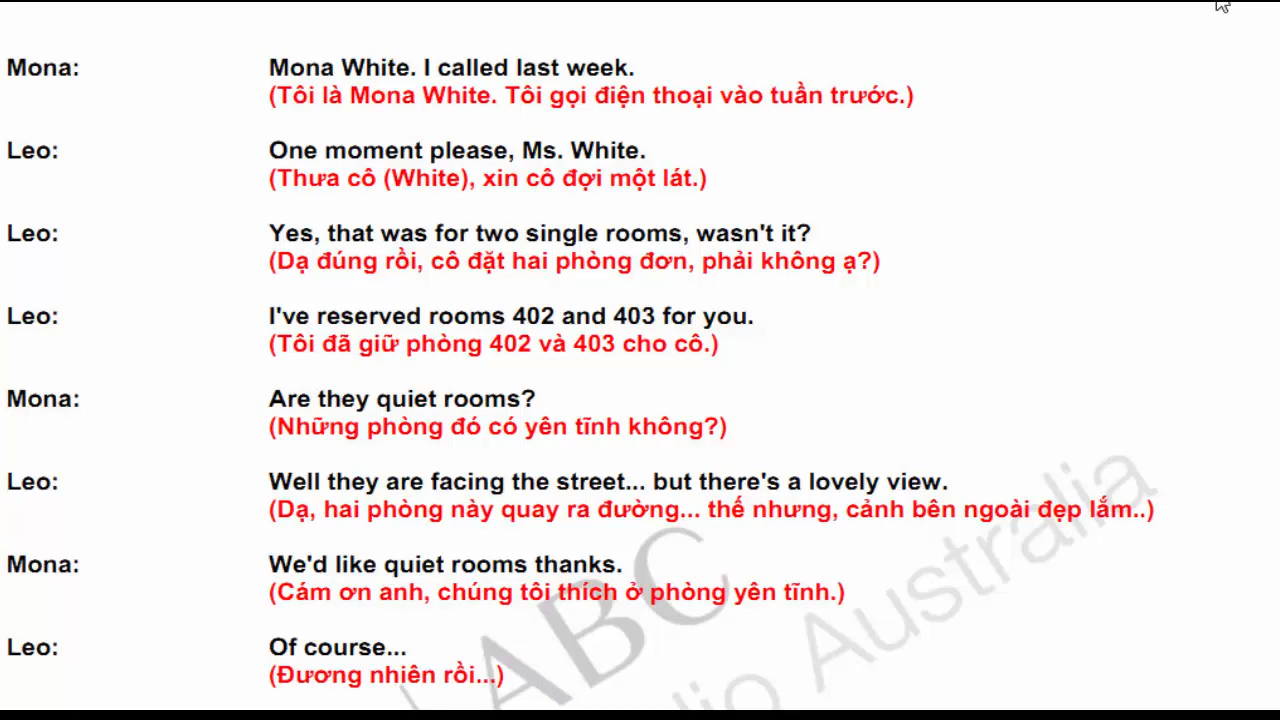 Mona: Mona White. I called last week.
(Tôi là Mona White. Tôi gọi điện thoại vào tuần trước.)
Leo: One moment please, Ms. White.
(Thưa cô (White), xin cô đợi một lát.)
Leo: Yes, that was for two single rooms, wasn't it?
(Dạ đúng rồi, cô đặt hai phòng đơn, phải không ạ?)
Leo: I've reserved rooms 402 and 403 for you.
(Tôi đã giữ phòng 402 và 403 cho cô.)
Mona: Are they quiet rooms?
(Những phòng đó có yên tĩnh không?)
Leo: Well they are facing the street... but there's a lovely view.
(Dạ, hai phòng này quay ra đường... thế nhưng, cảnh bên ngoài đẹp lắm..)
Mona: We'd like quiet rooms thanks.
(Cám ơn anh, chúng tôi thích ở phòng yên tĩnh.)
Leo: Of course...
(Đương nhiên rồi...)
ABC
Australia